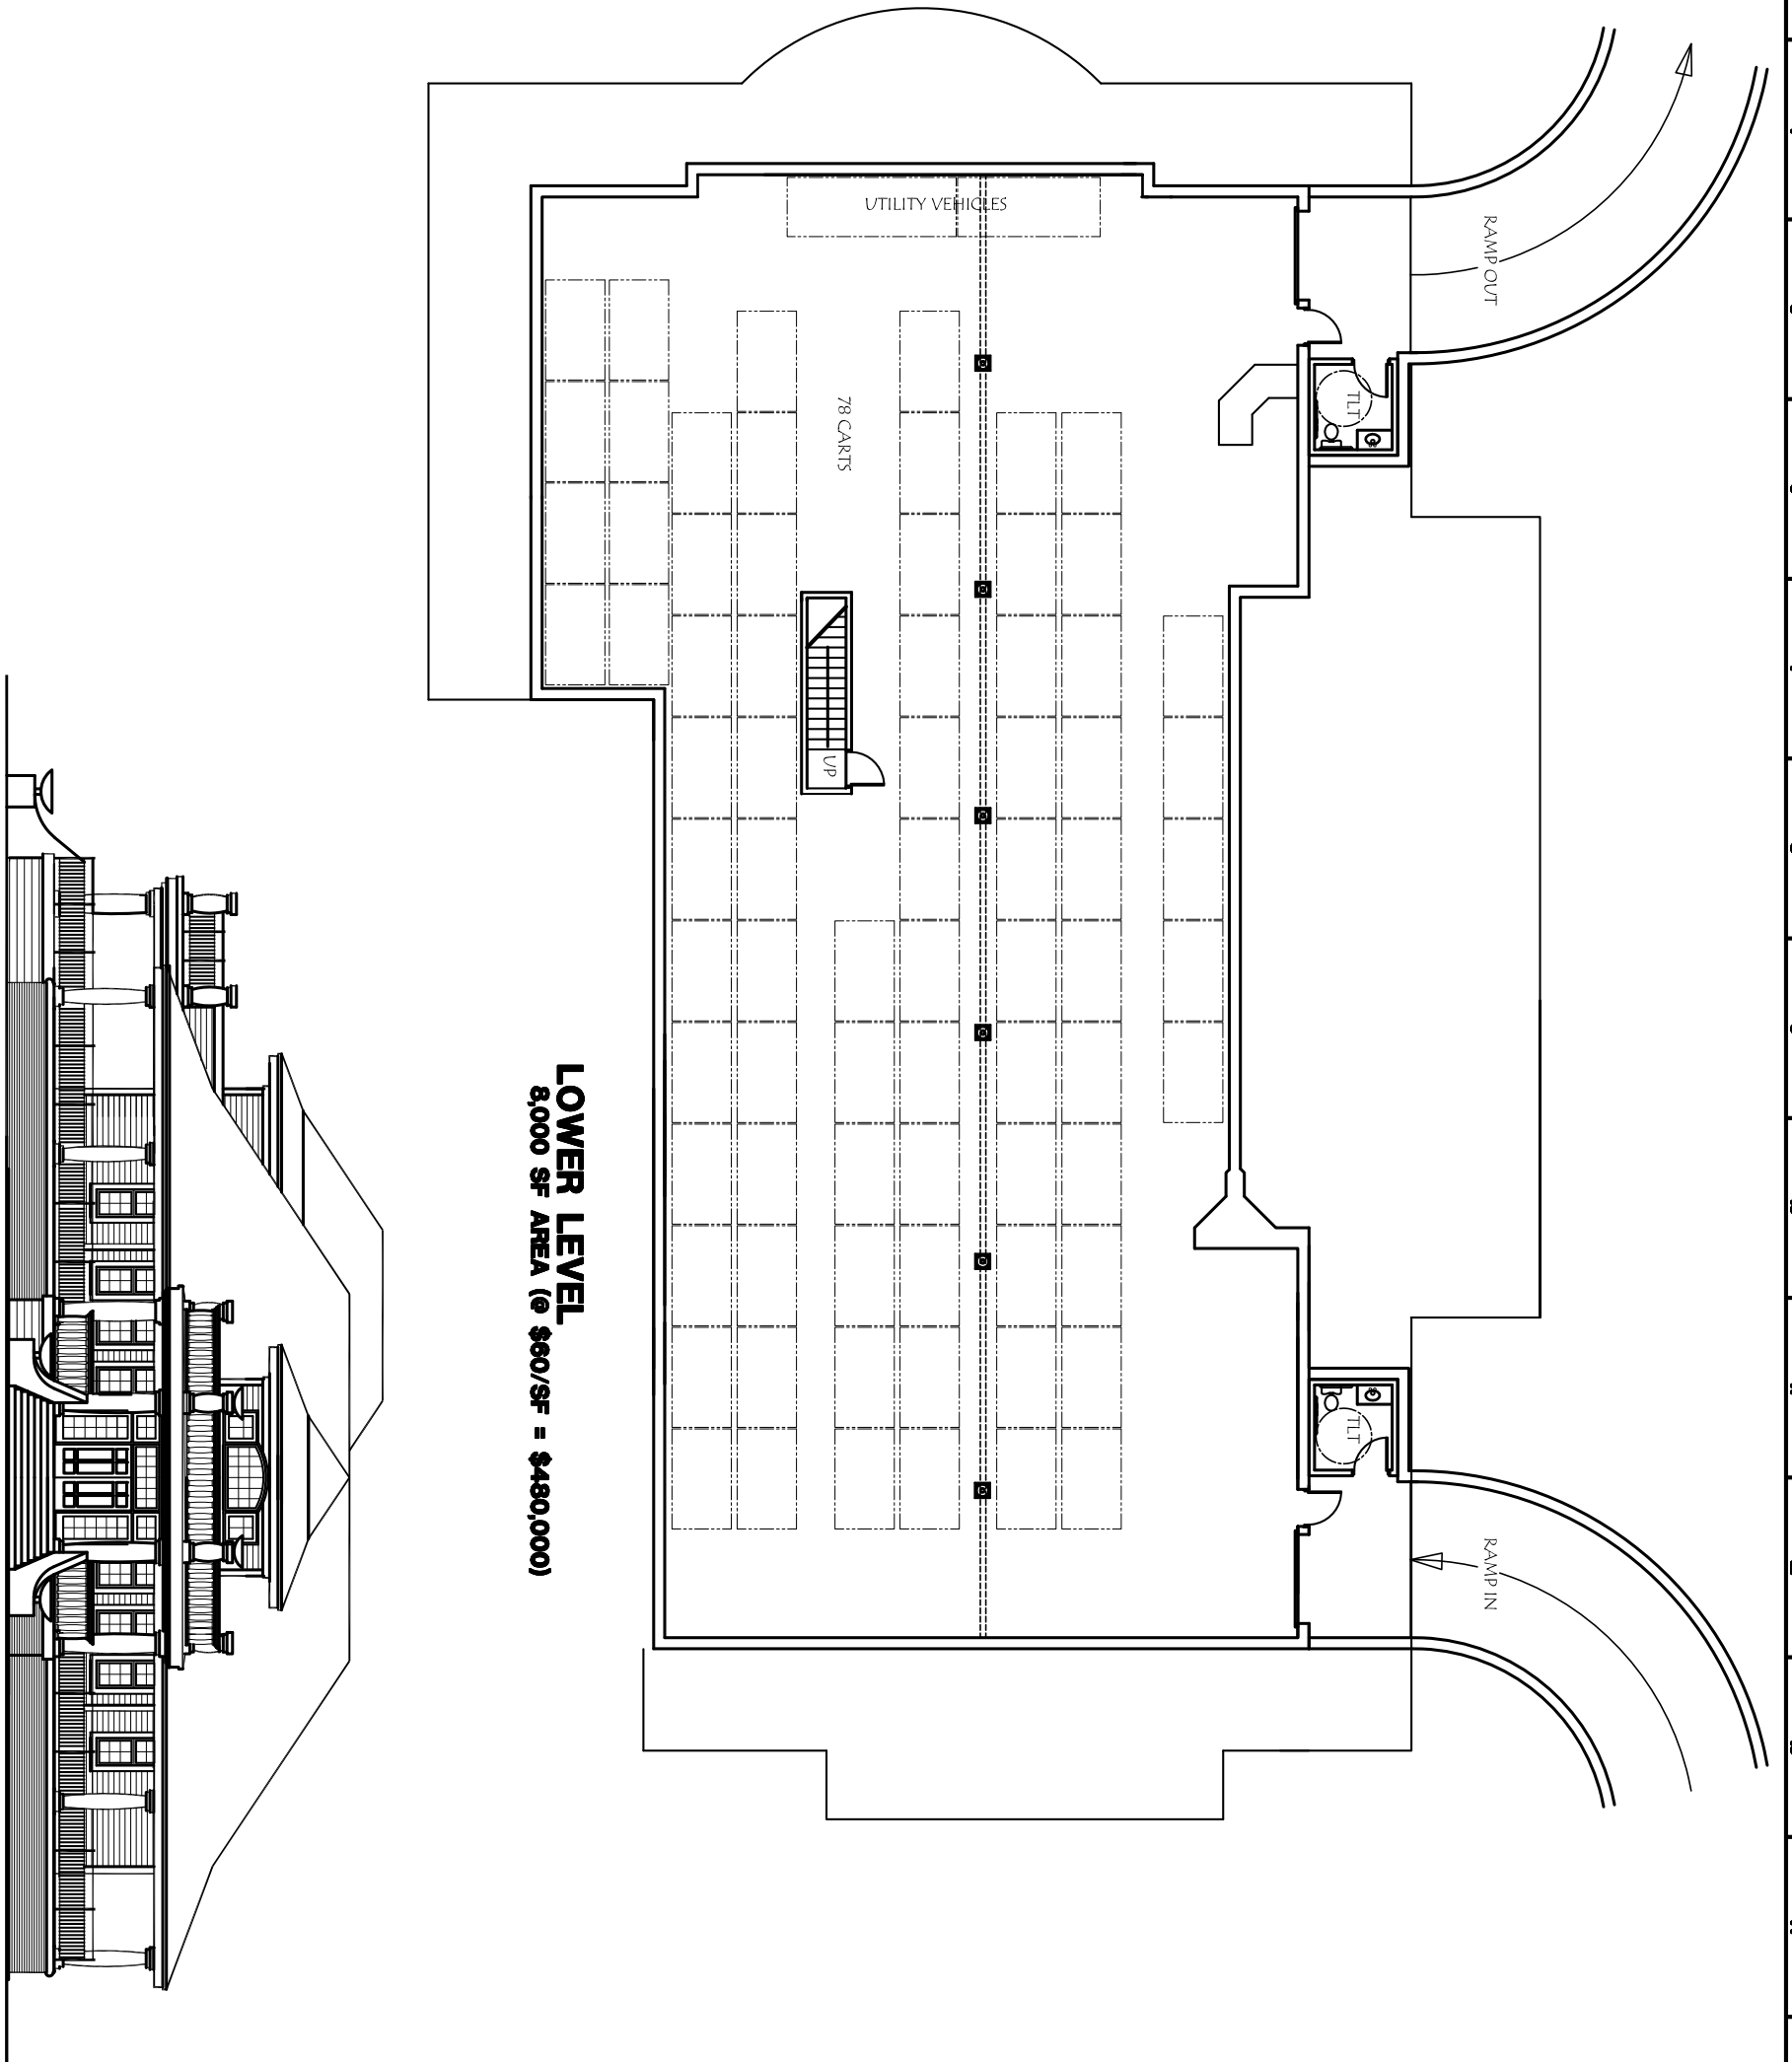 RAMP OUT
UTILITY VEHICLES
TLT
78 CARTS
UP
TLT
RAMP IN
LOWER LEVEL
8,000 SF AREA (@ $60/SF = $480,000)